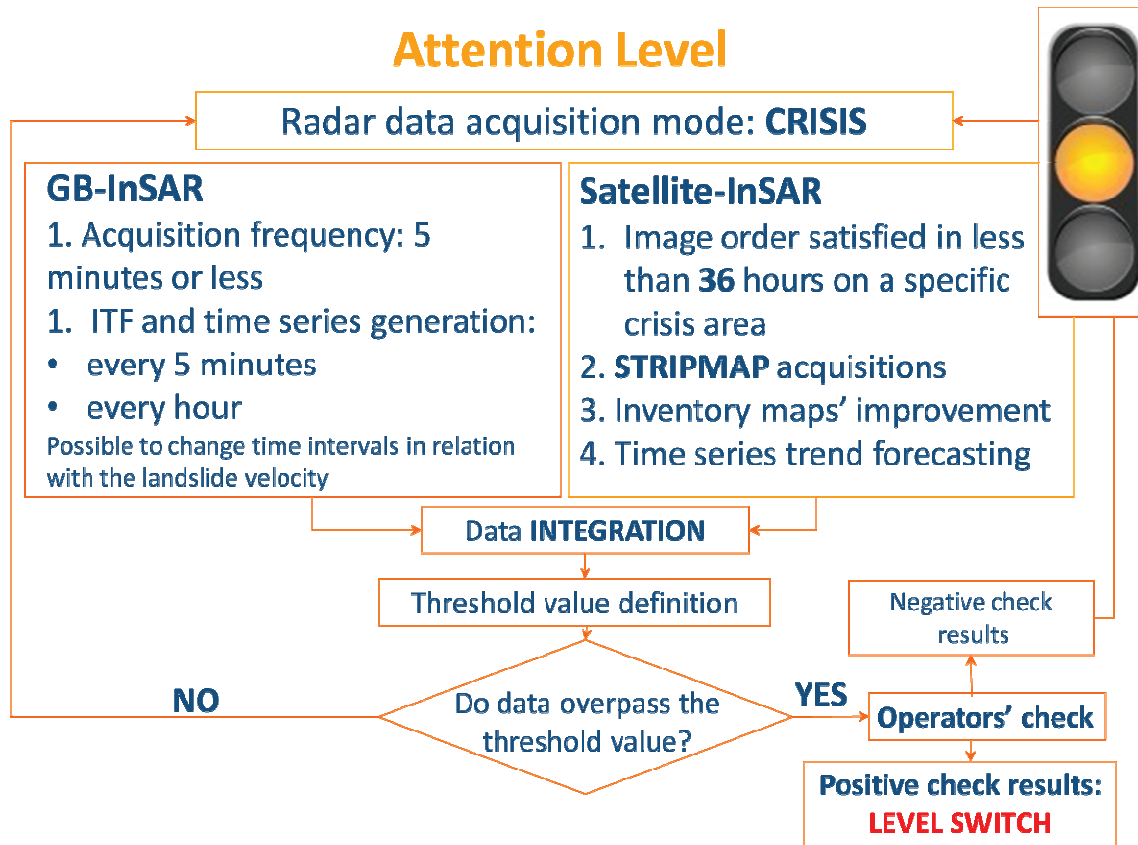 Attention Level
Radar data acquisition mode: CRISIS
GB-InSAR
1. Acquisition frequency: 5
minutes or less
1. ITF and time series generation:
• every 5 minutes
• every hour
Possible to change time intervals in relation
with the landslide velocity
Satellite-InSAR
1. Image order satisfied in less
than 36 hours on a specific
crisis area
2. STRIPMAP acquisitions
3. Inventory maps’ improvement
4. Time series trend forecasting
Data INTEGRATION
Threshold value definition
Negative check
results
NO
Do data overpass the
threshold value?
YES
Operators’ check
Positive check results:
LEVEL SWITCH